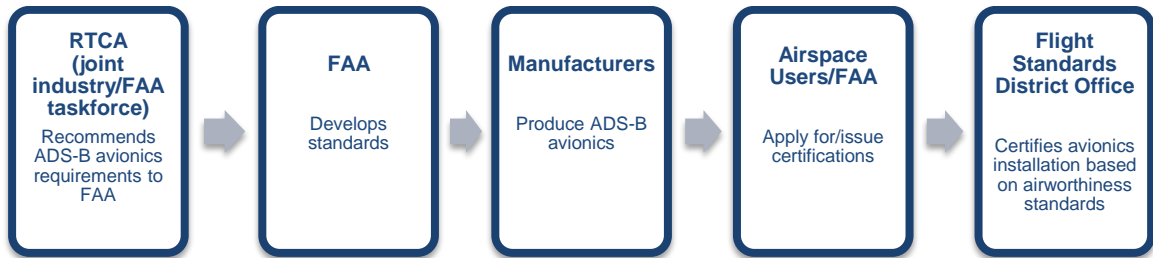 RTCA
(joint
industry/FAA
taskforce)
Recommends
ADS-B avionics
requirements to
FAA
FAA
Develops
standards
Manufacturers
Produce ADS-B
avionics
Airspace
Users/FAA
Apply for/issue
certifications
Flight
Standards
District Office
Certifies avionics
installation based
on airworthiness
standards